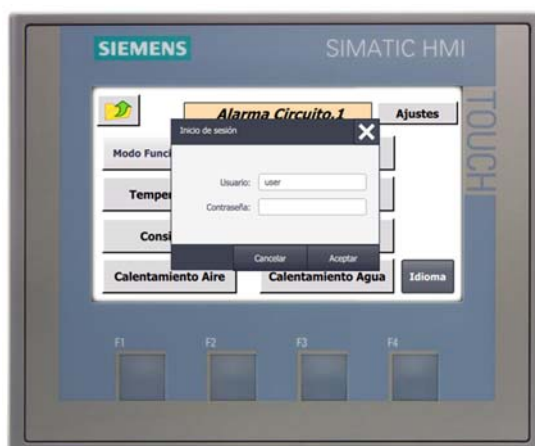 SIEMENS
SIMATIC HMI
TOUCH
Alarma Circuito.1
Ajustes
Inicio de sesión
Modo Funci
Usuario: user
Temper
Contraseña:
Consi
Cancelar Aceptar
Calentamiento Aire
Calentamiento Agua
Idioma
F1 F2 F3 F4